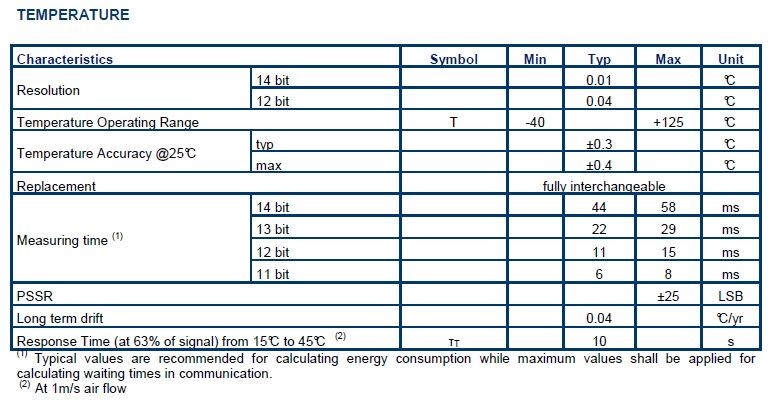 TEMPERATURE
Characteristics Symbol Min Typ Max Unit
Resolution 14 bit 0.01 °C
12 bit 0.04 °C
Temperature Operating Range T -40 +125 °C
Temperature Accuracy @25°C typ ±0.3 °C
max ±0.4 °C
Replacement fully interchangeable
Measuring time (1) 14 bit 44 58 ms
13 bit 22 29 ms
12 bit 11 15 ms
11 bit 6 8 ms
PSSR ±25 LSB
Long term drift 0.04 °C/yr
Response Time (at 63% of signal) from 15°C to 45°C (2) τT 10 s
(1) Typical values are recommended for calculating energy consumption while maximum values shall be applied for
calculating waiting times in communication.
(2) At 1m/s air flow